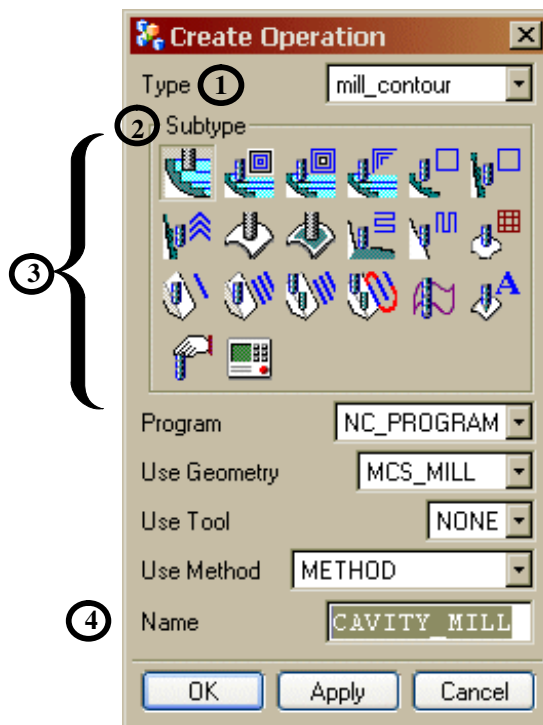 Create Operation
Type 1 mill_contour
2 Subtype
3
A
Program NC_PROGRAM
Use Geometry MCS_MILL
Use Tool NONE
Use Method METHOD
4 Name CAVITY_MILL
OK Apply Cancel